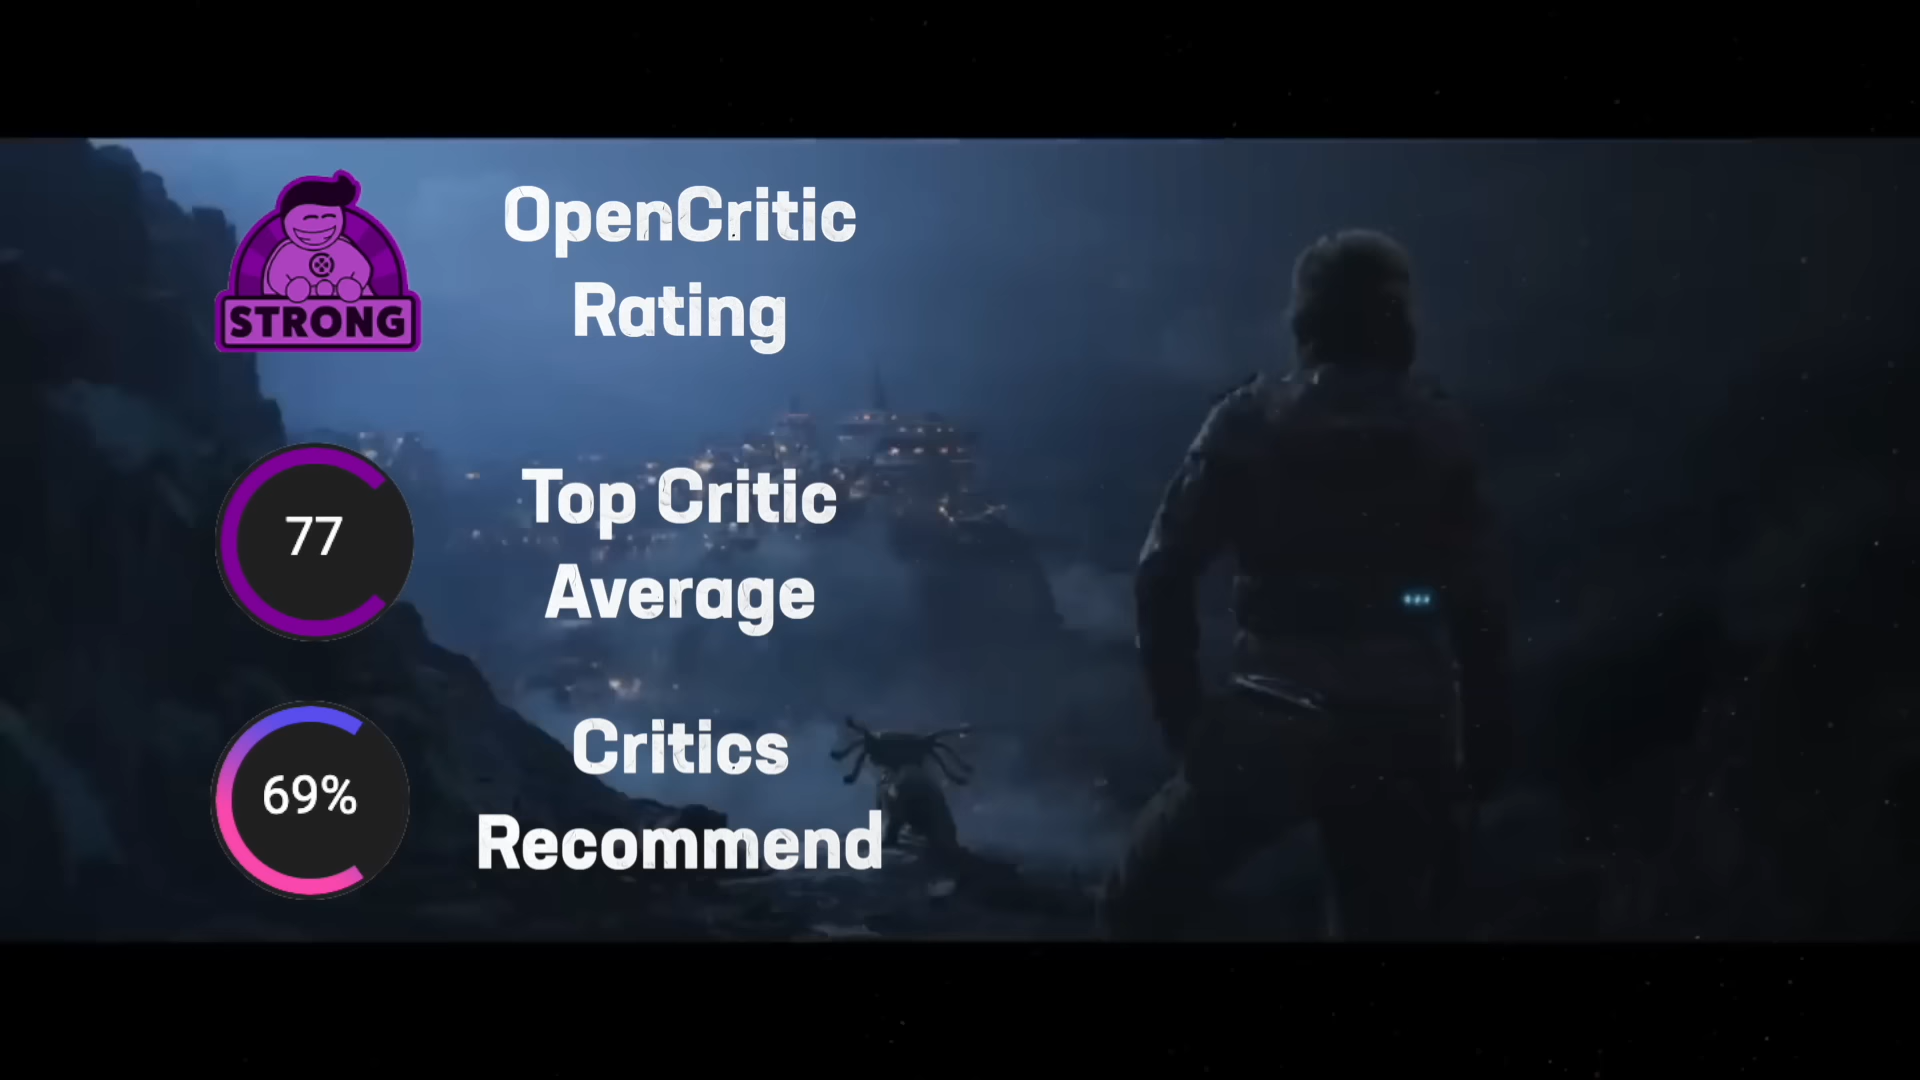 STRONG
OpenCritic
Rating
77
Top Critic
Average
69%
Critics
Recommend